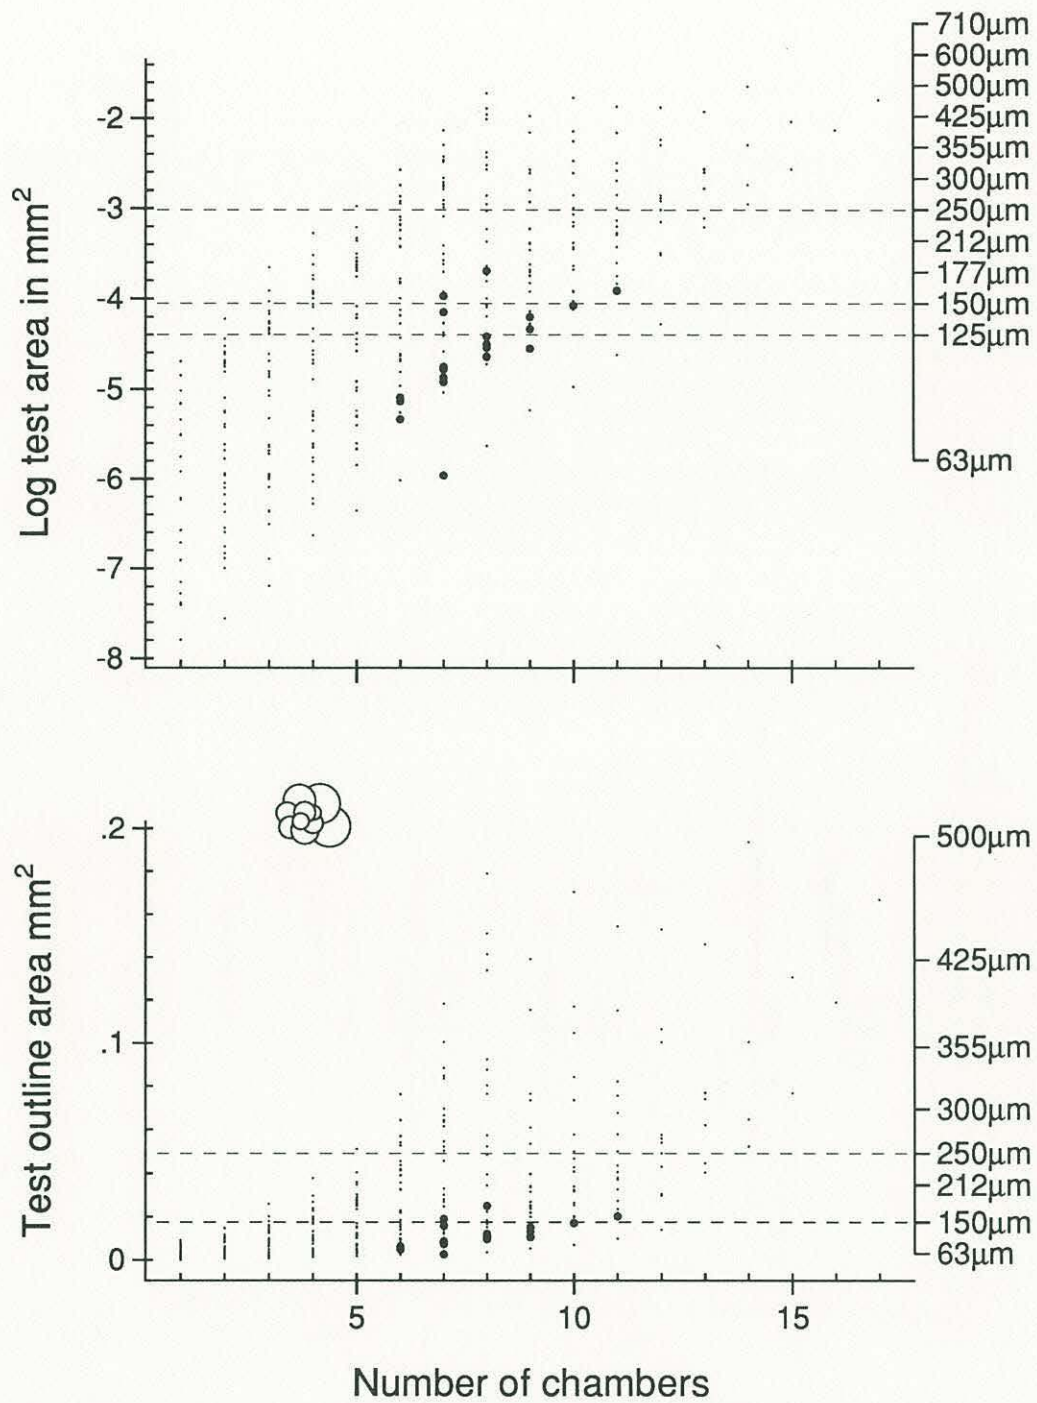 Log test area in mm²
-2
-3
-4
-5
-6
-7
-8
710µm
600µm
500µm
425µm
355µm
300µm
250µm
212µm
177µm
150µm
125µm
63µm
Test outline area mm²
.2
.1
0
500µm
425µm
355µm
300µm
250µm
212µm
150µm
63µm
5
10
15
Number of chambers